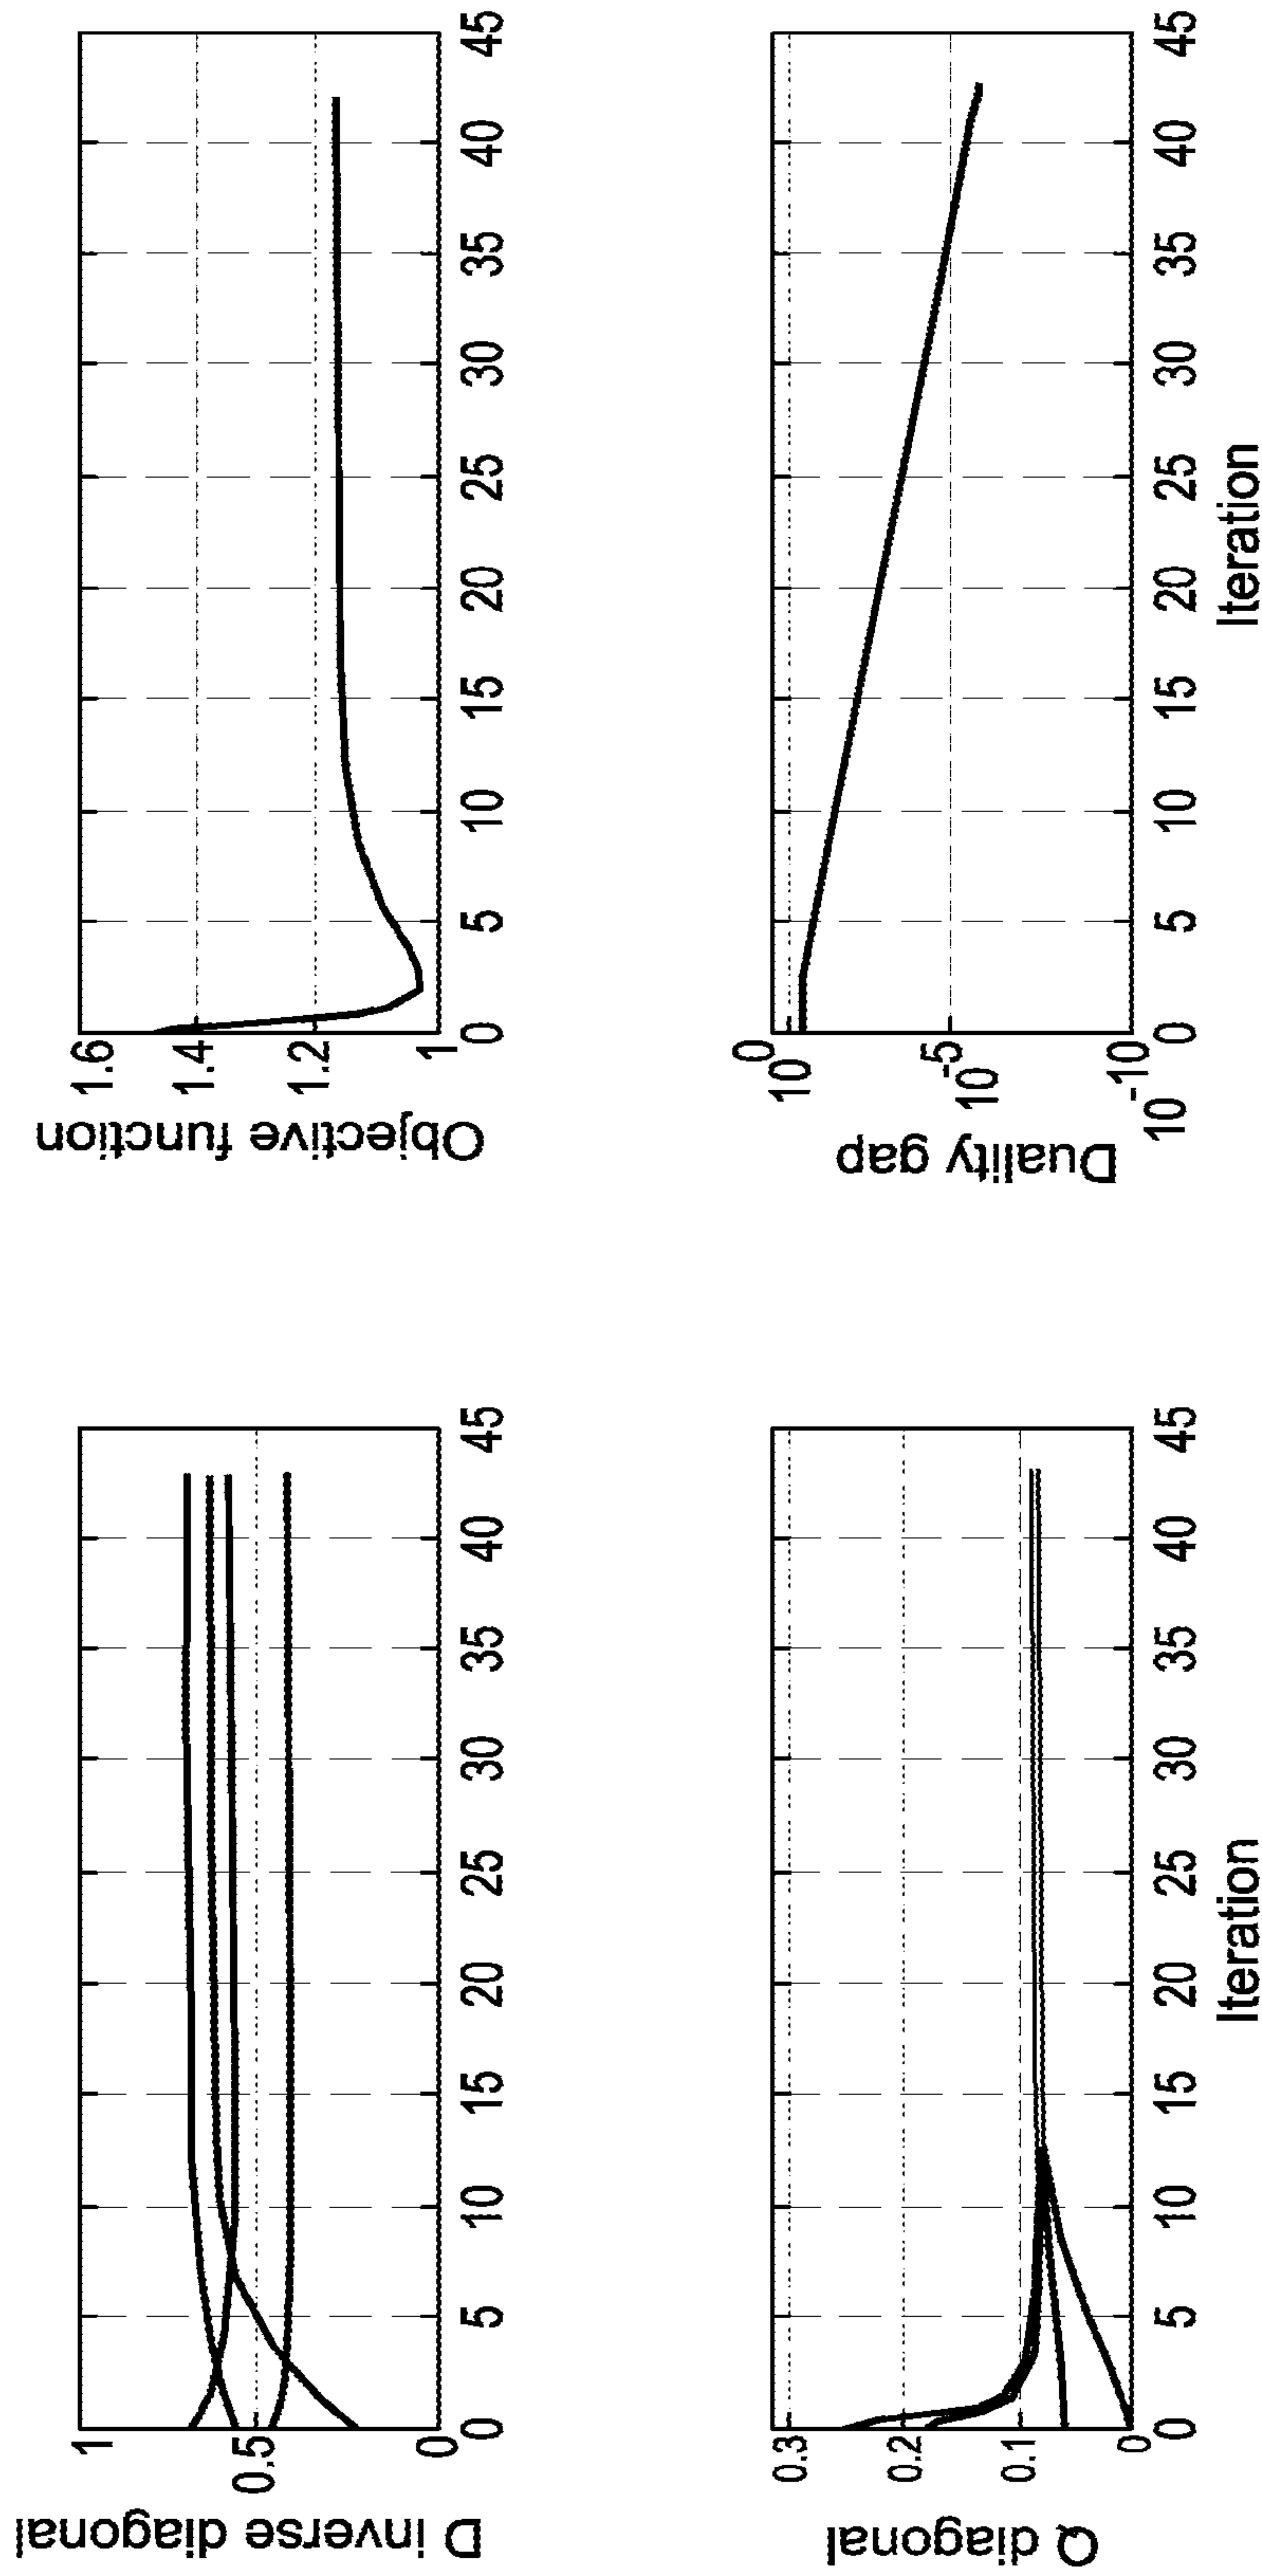 D inverse diagonal
1
0.5
0
0 5 10 15 20 25 30 35 40 45
Objective function
1.6
1.4
1.2
1
0 5 10 15 20 25 30 35 40 45
Q diagonal
0.3
0.2
0.1
0
0 5 10 15 20 25 30 35 40 45
Iteration
Duality gap
10^0
10^-5
10^-10
0 5 10 15 20 25 30 35 40 45
Iteration